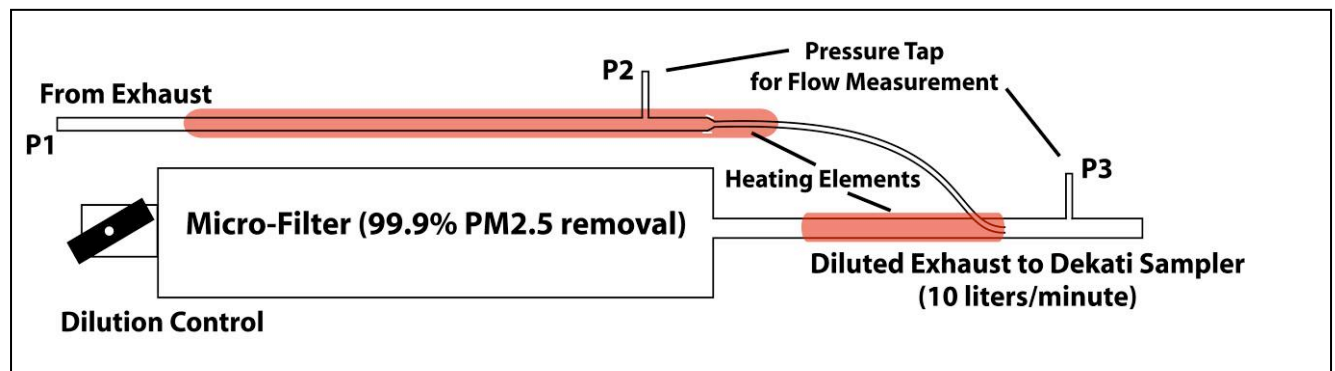 Pressure Tap
for Flow Measurement
P2
From Exhaust
P1
P3
Heating Elements
Micro-Filter (99.9% PM2.5 removal)
Diluted Exhaust to Dekati Sampler
(10 liters/minute)
Dilution Control